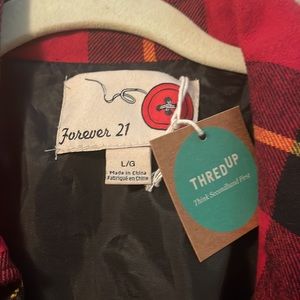 Forever 21
L/G
Made in China
Fabriqué en Chine
THREDUP
Think Secondhand First